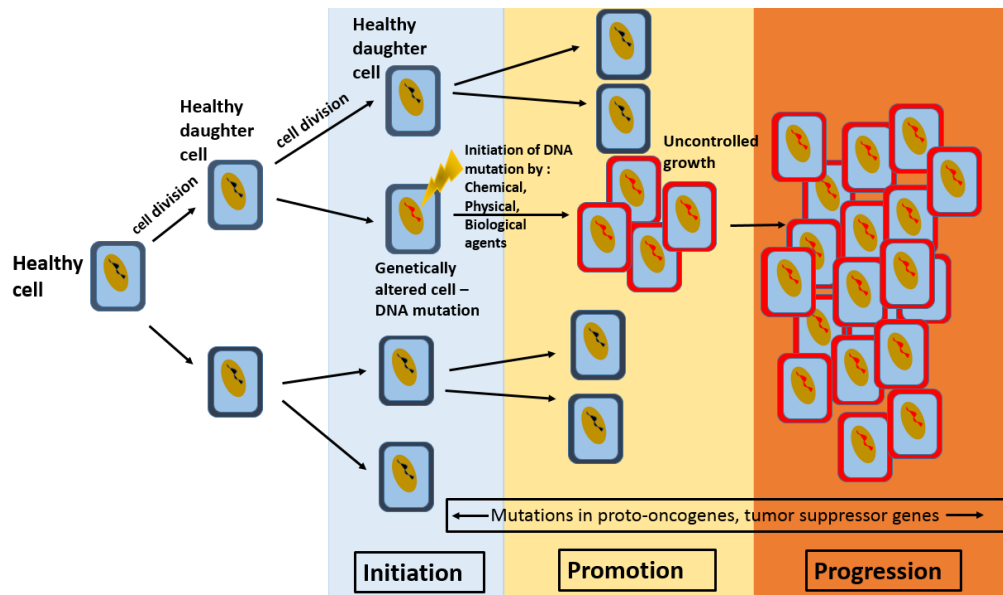 Healthy
cell
cell division
Healthy
daughter
cell
cell division
Healthy
daughter
cell
Initiation of DNA
mutation by :
Chemical,
Physical,
Biological
agents
Genetically
altered cell –
DNA mutation
Uncontrolled
growth
Mutations in proto-oncogenes, tumor suppressor genes
Initiation
Promotion
Progression